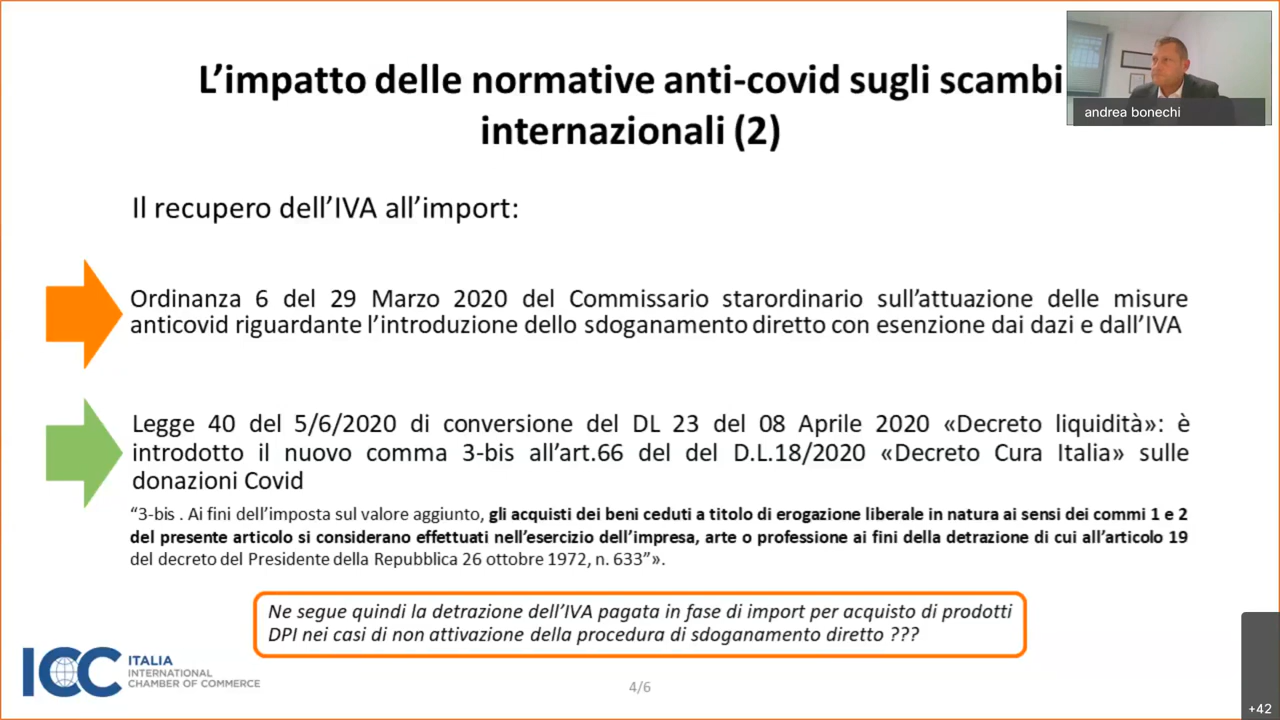 L’impatto delle normative anti-covid sugli scambi
internazionali (2)
andrea bonechi
Il recupero dell’IVA all’import:
Ordinanza 6 del 29 Marzo 2020 del Commissario starordinario sull’attuazione delle misure
anticovid riguardante l’introduzione dello sdoganamento diretto con esenzione dai dazi e dall’IVA
Legge 40 del 5/6/2020 di conversione del DL 23 del 08 Aprile 2020 «Decreto liquidità»: è
introdotto il nuovo comma 3-bis all’art.66 del del D.L.18/2020 «Decreto Cura Italia» sulle
donazioni Covid
“3-bis . Ai fini dell’imposta sul valore aggiunto, gli acquisti dei beni ceduti a titolo di erogazione liberale in natura ai sensi dei commi 1 e 2
del presente articolo si considerano effettuati nell’esercizio dell’impresa, arte o professione ai fini della detrazione di cui all’articolo 19
del decreto del Presidente della Repubblica 26 ottobre 1972, n. 633”».
Ne segue quindi la detrazione dell’IVA pagata in fase di import per acquisto di prodotti
DPI nei casi di non attivazione della procedura di sdoganamento diretto ???
ICC ITALIA
INTERNATIONAL
CHAMBER OF COMMERCE
4/6
+42